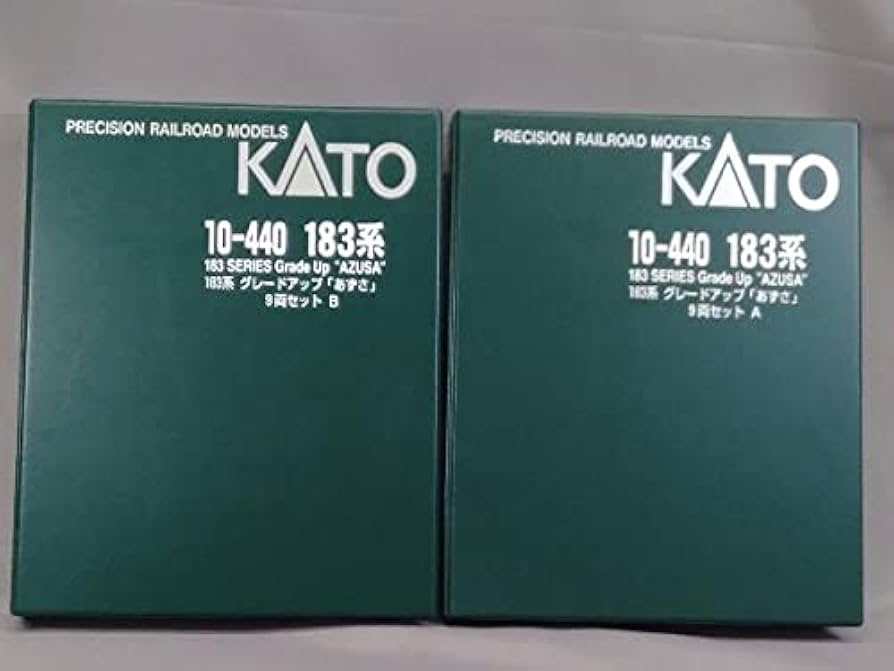 PRECISION RAILROAD MODELS
KATO
10-440 183系
183 SERIES Grade Up "AZUSA"
183系 グレードアップ「あずさ」
9両セット B
PRECISION RAILROAD MODELS
KATO
10-440 183系
183 SERIES Grade Up "AZUSA"
183系 グレードアップ「あずさ」
9両セット A